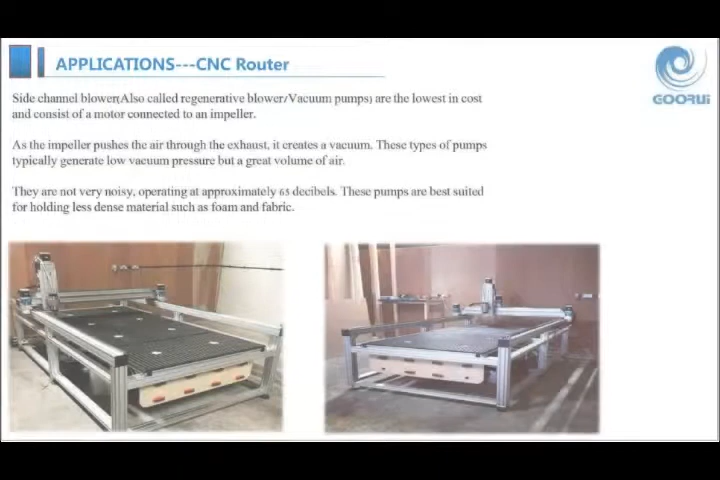 APPLICATIONS---CNC Router
GOORUI
Side channel blower(Also called regenerative blower/Vacuum pumps) are the lowest in cost
and consist of a motor connected to an impeller.
As the impeller pushes the air through the exhaust, it creates a vacuum. These types of pumps
typically generate low vacuum pressure but a great volume of air.
They are not very noisy, operating at approximately 65 decibels. These pumps are best suited
for holding less dense material such as foam and fabric.